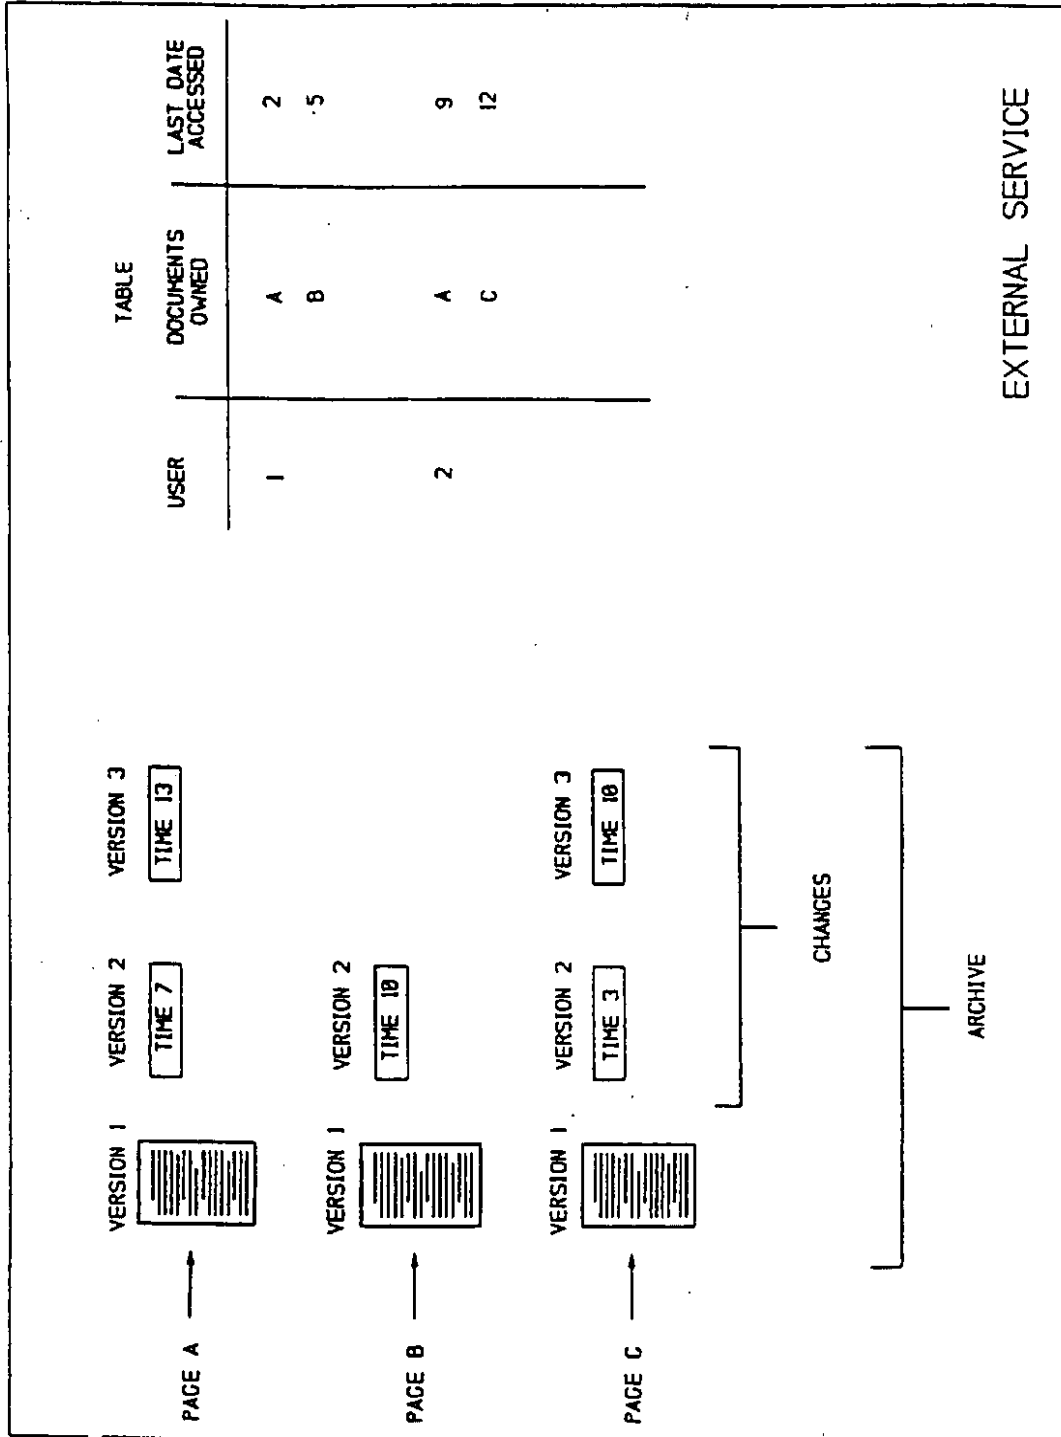 VERSION 1 VERSION 2 VERSION 3
PAGE A
TIME 7 TIME 13
VERSION 1 VERSION 2
PAGE B
TIME 10
VERSION 1 VERSION 2 VERSION 3
PAGE C
TIME 3 TIME 10
CHANGES
ARCHIVE
TABLE
USER DOCUMENTS OWNED LAST DATE ACCESSED
1 A 2
B 5
2 A 9
C 12
EXTERNAL SERVICE